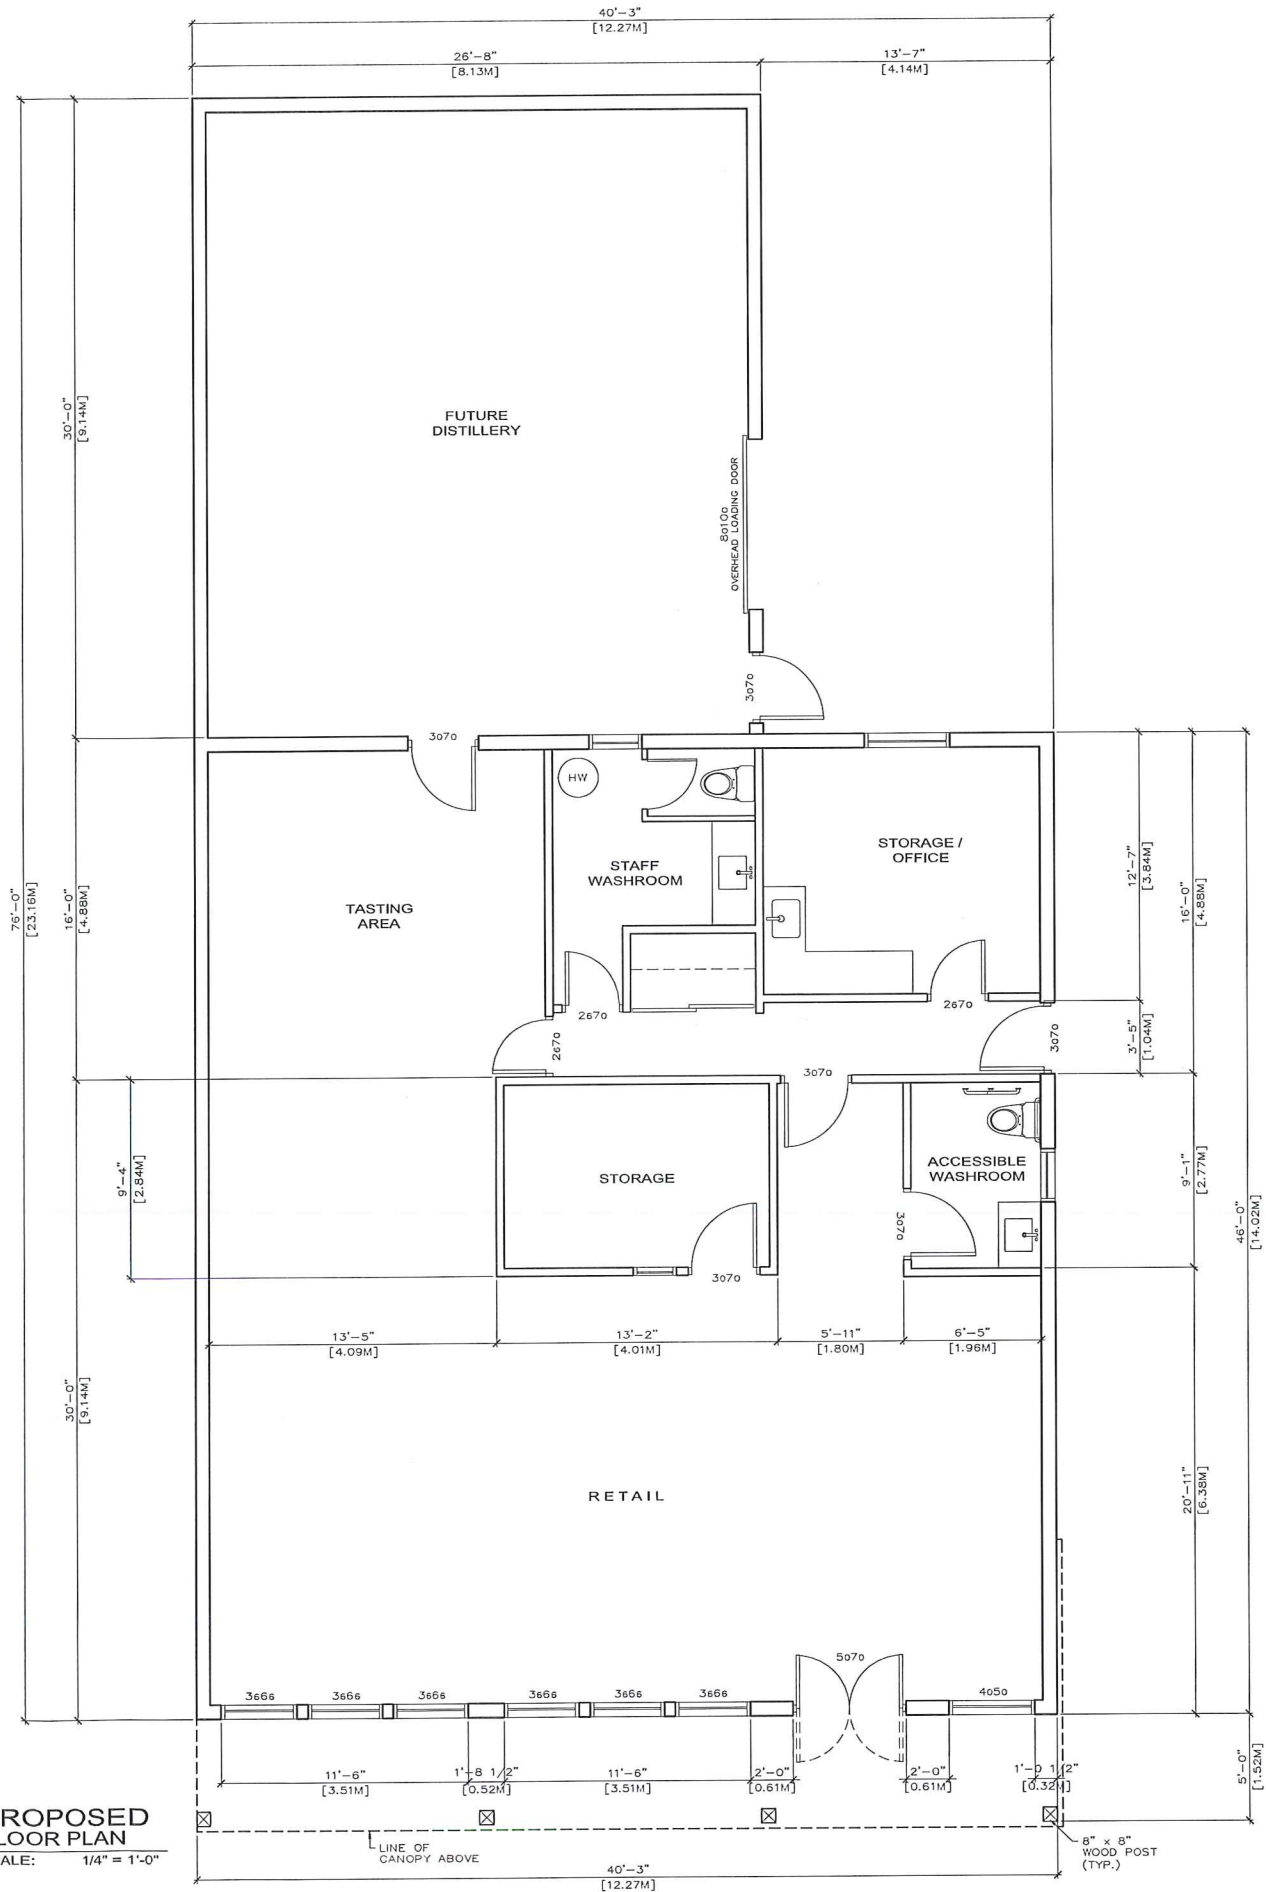 40'-3"
[12.27M]
26'-8"
[8.13M]
13'-7"
[4.14M]
30'-0"
[9.14M]
76'-0"
[23.16M]
FUTURE
DISTILLERY
8010o
OVERHEAD LOADING DOOR
3070
3070
HW
STAFF
WASHROOM
STORAGE /
OFFICE
TASTING
AREA
16'-0"
[4.88M]
12'-7"
[3.84M]
16'-0"
[4.88M]
2670
2670
2670
3070
3'-5"
[1.04M]
3070
9'-4"
[2.84M]
STORAGE
ACCESSIBLE
WASHROOM
3070
3070
9'-1"
[2.77M]
46'-0"
[14.02M]
13'-5"
[4.09M]
13'-2"
[4.01M]
5'-11"
[1.80M]
6'-5"
[1.96M]
30'-0"
[9.14M]
RETAIL
20'-11"
[6.38M]
3666
3666
3666
3666
3666
3666
5070
4050
11'-6"
[3.51M]
1'-8 1/2"
[0.52M]
11'-6"
[3.51M]
2'-0"
[0.61M]
2'-0"
[0.61M]
1'-0 1/2"
[0.32M]
5'-0"
[1.52M]
ROPOSED
LOOR PLAN
ALE: 1/4" = 1'-0"
LINE OF
CANOPY ABOVE
8" x 8"
WOOD POST
(TYP.)
40'-3"
[12.27M]